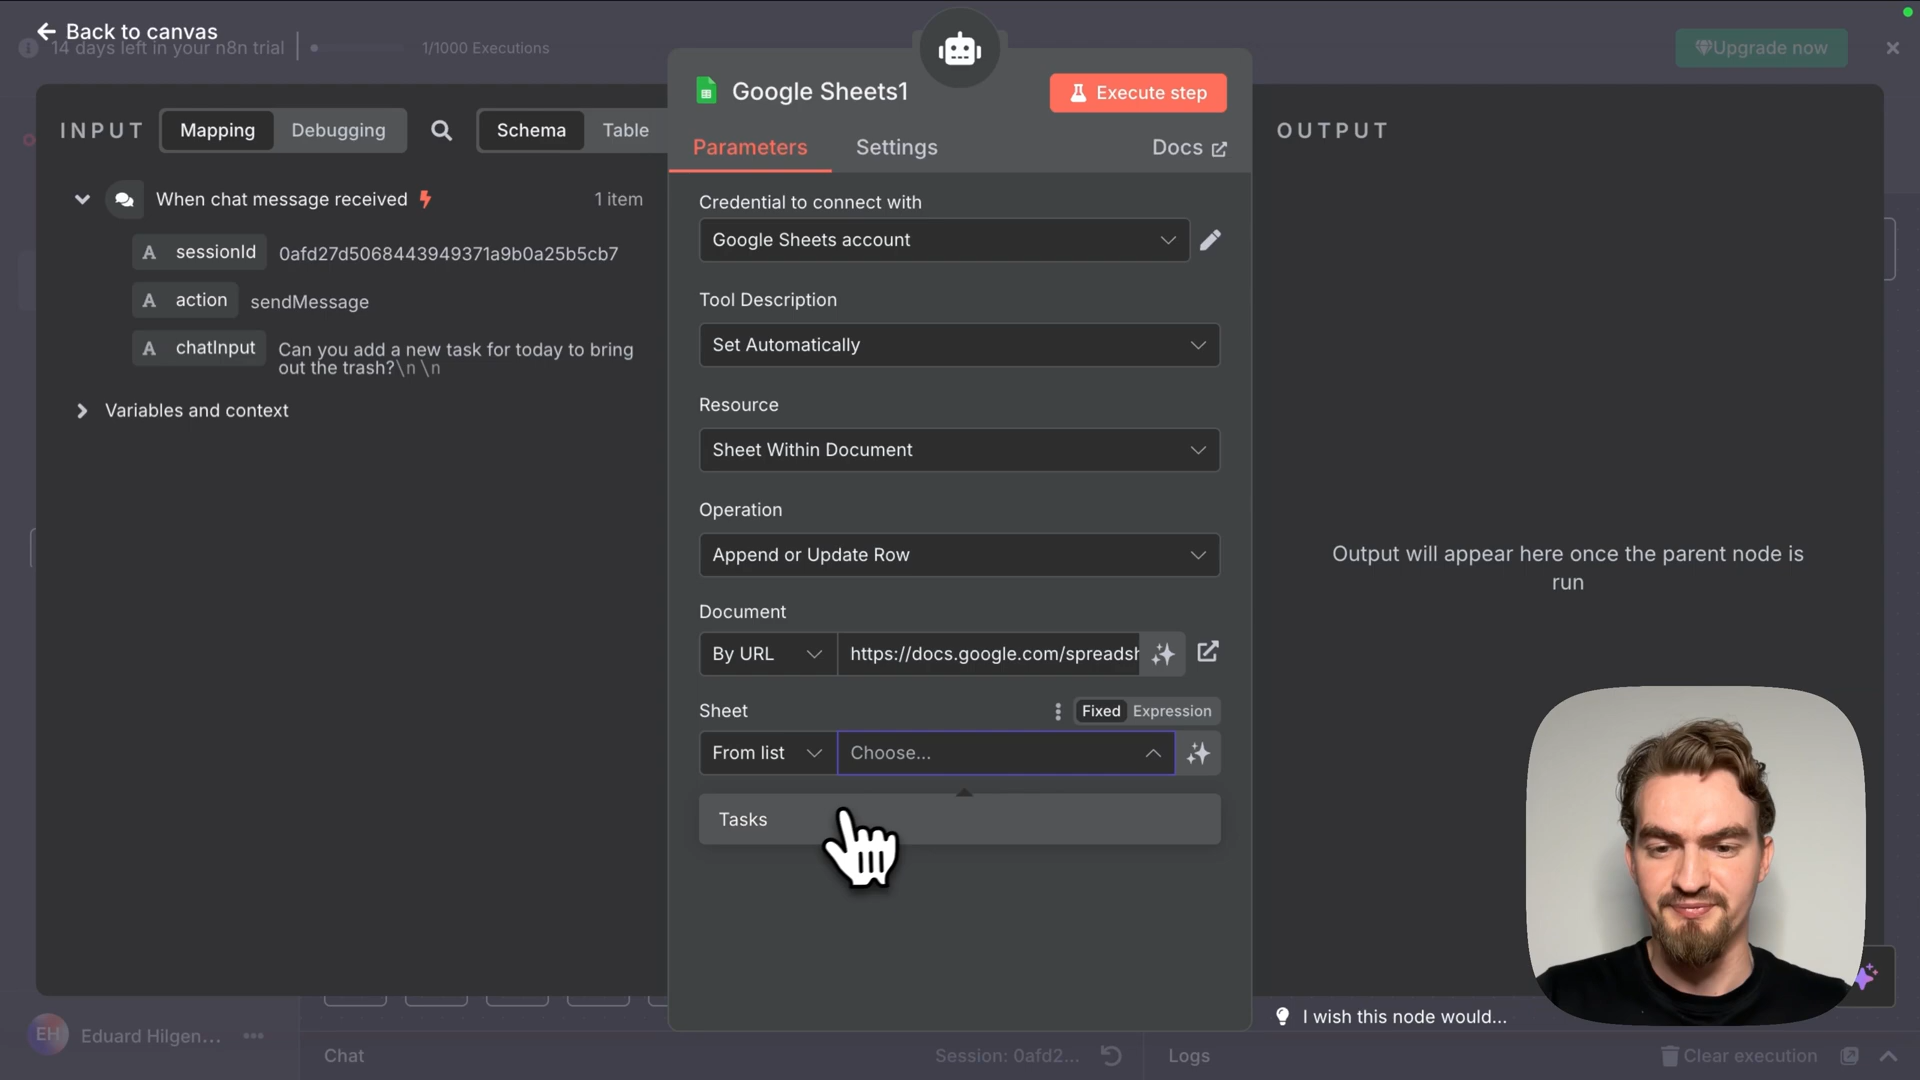 Back to canvas
14 days left in your n8n trial
1/1000 Executions
Upgrade now
INPUT
Mapping
Debugging
Schema
Table
When chat message received
1 item
A sessionId 0afd27d5068443949371a9b0a25b5cb7
A action sendMessage
A chatInput Can you add a new task for today to bring
out the trash?\n \n
Variables and context
Google Sheets1
Execute step
Parameters
Settings
Docs
Credential to connect with
Google Sheets account
Tool Description
Set Automatically
Resource
Sheet Within Document
Operation
Append or Update Row
Document
By URL
https://docs.google.com/spreadsh
Sheet
Fixed
Expression
From list
Choose...
Tasks
OUTPUT
Output will appear here once the parent node is
run
I wish this node would...
EH
Eduard Hilgen...
Chat
Session: 0afd2...
Logs
Clear execution